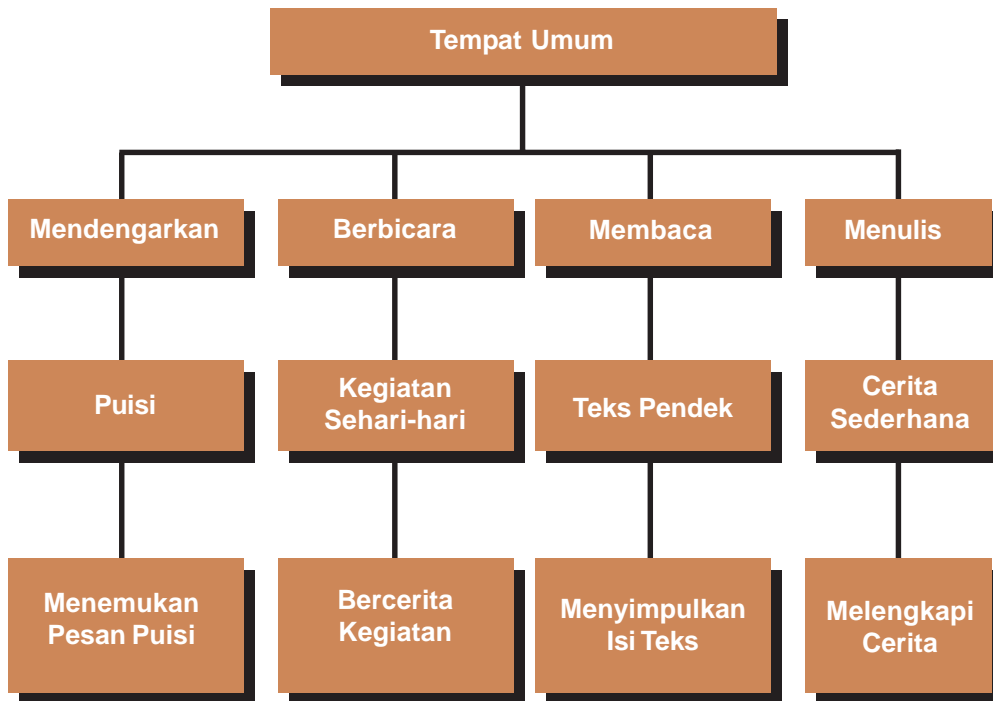 Tempat Umum
Mendengarkan
Berbicara
Membaca
Menulis
Puisi
Kegiatan
Sehari-hari
Teks Pendek
Cerita
Sederhana
Menemukan
Pesan Puisi
Bercerita
Kegiatan
Menyimpulkan
Isi Teks
Melengkapi
Cerita